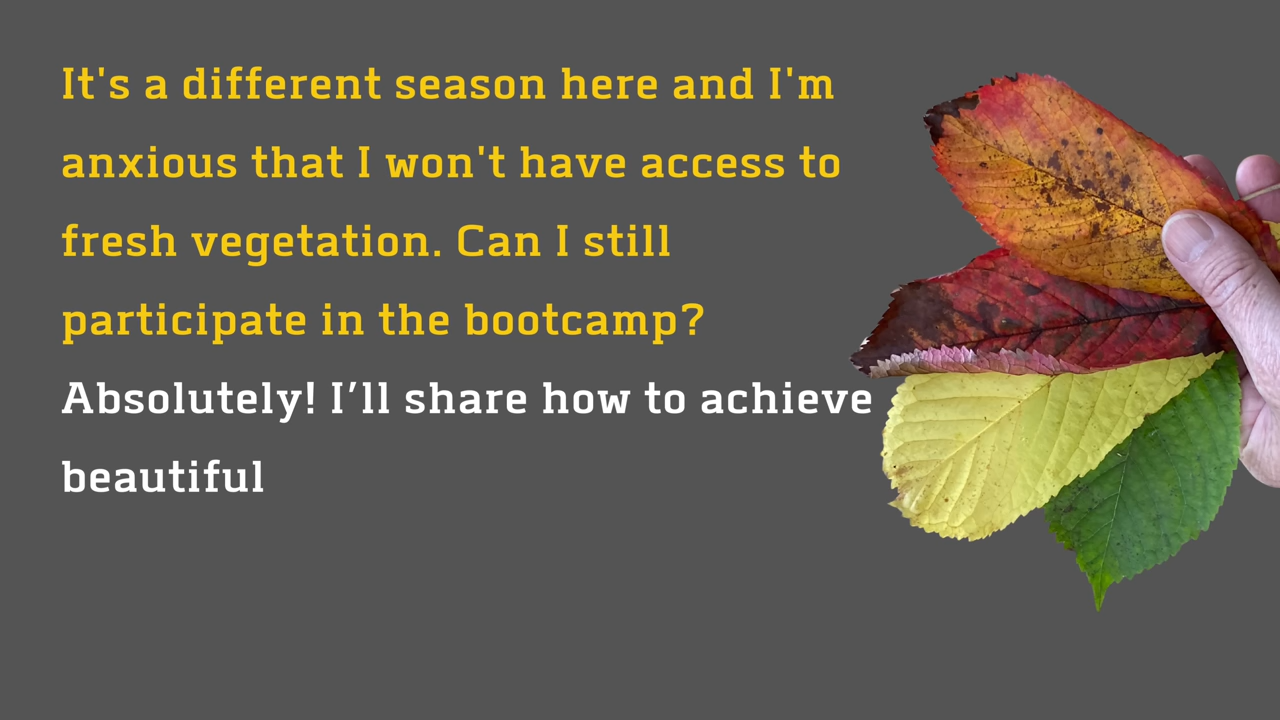 It's a different season here and I'm
anxious that I won't have access to
fresh vegetation. Can I still
participate in the bootcamp?
Absolutely! I’ll share how to achieve
beautiful